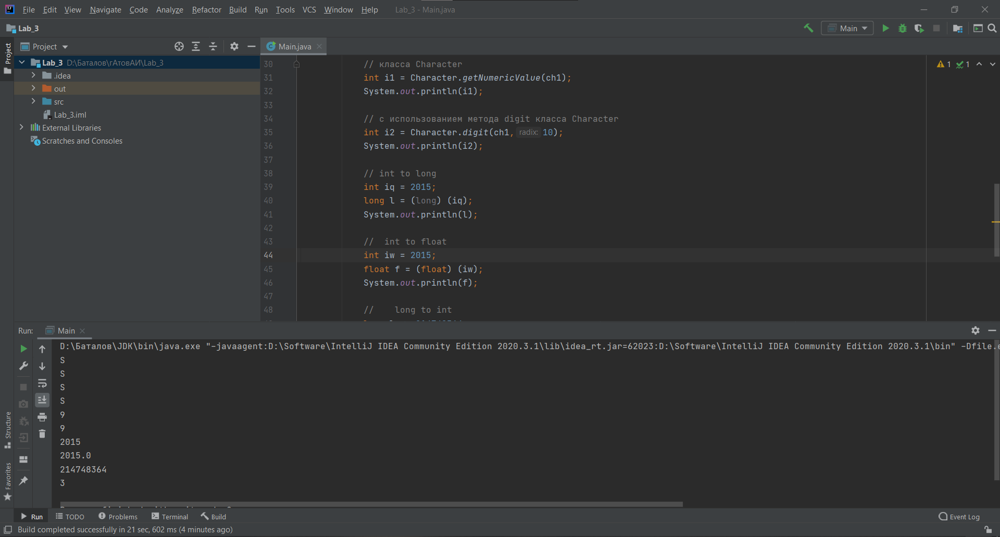 File Edit View Navigate Code Analyze Refactor Build Run Tools VCS Window Help Lab_3 - Main.java
Lab_3
Main
Project
Project
Main.java
Lab_3 D:\Баталов\гАтовАИ\Lab_3
.idea
out
src
Lab_3.iml
External Libraries
Scratches and Consoles
1 1
30 // класса Character
31 int i1 = Character.getNumericValue(ch1);
32 System.out.println(i1);
33
34 // с использованием метода digit класса Character
35 int i2 = Character.digit(ch1, radix: 10);
36 System.out.println(i2);
37
38 // int to long
39 int iq = 2015;
40 long l = (long) (iq);
41 System.out.println(l);
42
43 //  int to float
44 int iw = 2015;
45 float f = (float) (iw);
46 System.out.println(f);
47
48 //    long to int
Run: Main
D:\Баталов\JDK\bin\java.exe "-javaagent:D:\Software\IntelliJ IDEA Community Edition 2020.3.1\lib\idea_rt.jar=62023:D:\Software\IntelliJ IDEA Community Edition 2020.3.1\bin" -Dfile.e
S
S
S
S
9
9
2015
2015.0
214748364
3
Structure
Favorites
Run TODO Problems Terminal Build Event Log
Build completed successfully in 21 sec, 602 ms (4 minutes ago)